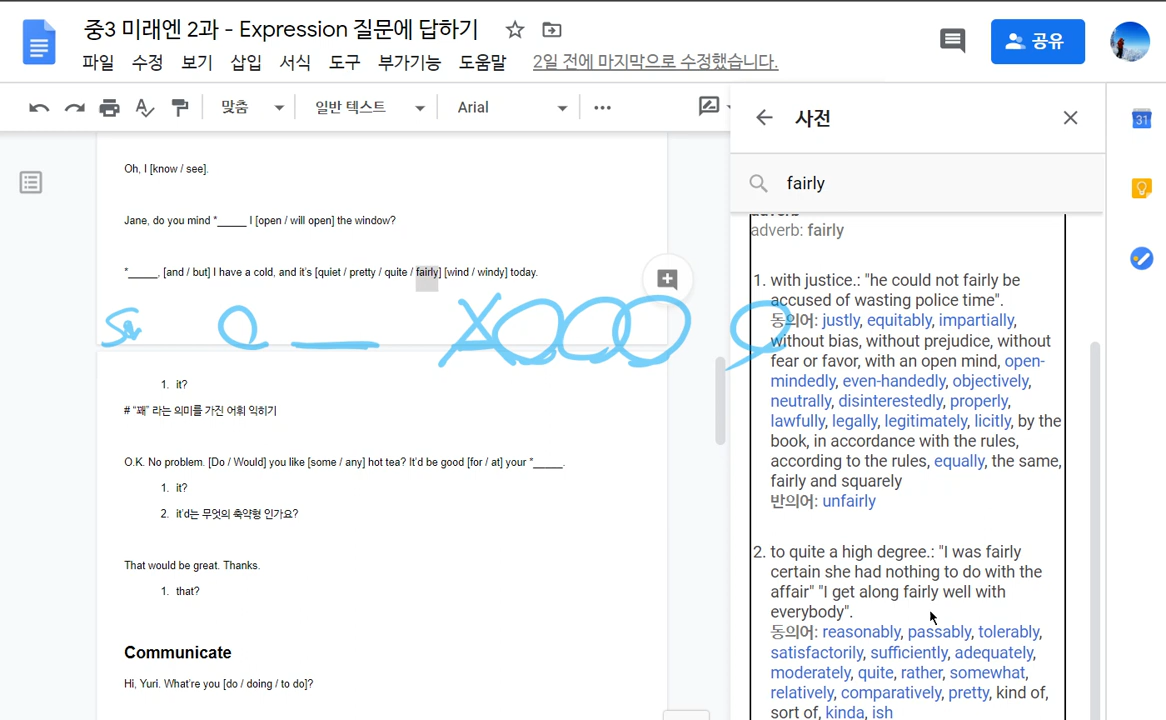 중3 미래엔 2과 - Expression 질문에 답하기
공유
파일 수정 보기 삽입 서식 도구 부가기능 도움말 2일 전에 마지막으로 수정했습니다.
맞춤 일반 텍스트 Arial
Oh, I [know / see].
Jane, do you mind *_____ I [open / will open] the window?
*_____, [and / but] I have a cold, and it's [quiet / pretty / quite / fairly] [wind / windy] today.
1. it?
# "꽤" 라는 의미를 가진 어휘 익히기
O.K. No problem. [Do / Would] you like [some / any] hot tea? It'd be good [for / at] your *_____.
1. it?
2. it'd는 무엇의 축약형 인가요?
That would be great. Thanks.
1. that?
Communicate
Hi, Yuri. What're you [do / doing / to do]?
사전
fairly
adverb
adverb: fairly
1. with justice.: "he could not fairly be
accused of wasting police time".
동의어: justly, equitably, impartially,
without bias, without prejudice, without
fear or favor, with an open mind, open-
mindedly, even-handedly, objectively,
neutrally, disinterestedly, properly,
lawfully, legally, legitimately, licitly, by the
book, in accordance with the rules,
according to the rules, equally, the same,
fairly and squarely
반의어: unfairly
2. to quite a high degree.: "I was fairly
certain she had nothing to do with the
affair" "I get along fairly well with
everybody".
동의어: reasonably, passably, tolerably,
satisfactorily, sufficiently, adequately,
moderately, quite, rather, somewhat,
relatively, comparatively, pretty, kind of,
sort of, kinda, ish
31